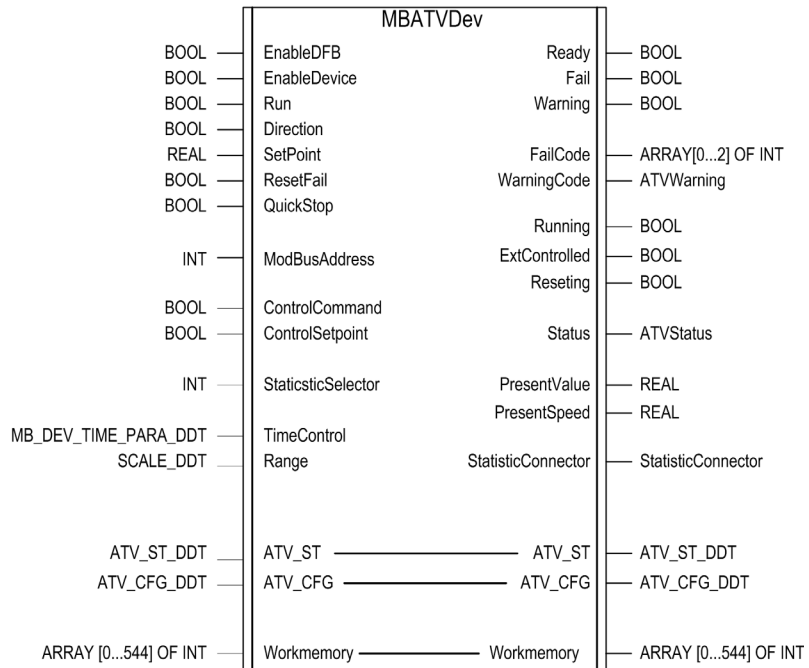 MBATVDev
BOOL EnableDFB Ready BOOL
BOOL EnableDevice Fail BOOL
BOOL Run Warning BOOL
BOOL Direction
REAL SetPoint FailCode ARRAY[0...2] OF INT
BOOL ResetFail WarningCode ATVWarning
BOOL QuickStop
Running BOOL
INT ModBusAddress ExtControlled BOOL
Reseting BOOL
BOOL ControlCommand
BOOL ControlSetpoint Status ATVStatus
INT StaticsticSelector PresentValue REAL
PresentSpeed REAL
MB_DEV_TIME_PARA_DDT TimeControl
SCALE_DDT Range StatisticConnector StatisticConnector
ATV_ST_DDT ATV_ST ATV_ST ATV_ST_DDT
ATV_CFG_DDT ATV_CFG ATV_CFG ATV_CFG_DDT
ARRAY [0...544] OF INT Workmemory Workmemory ARRAY [0...544] OF INT